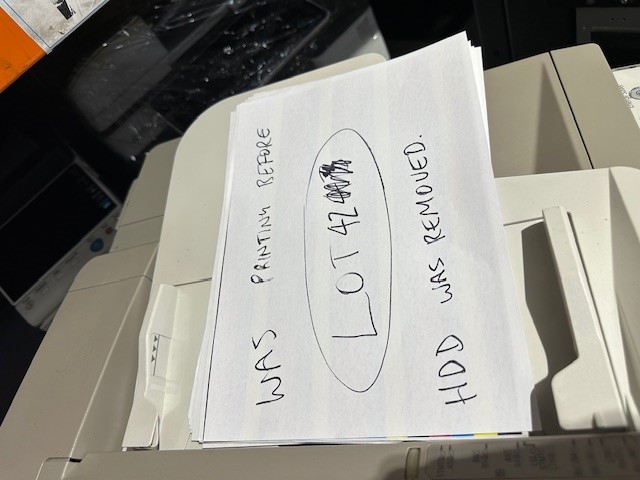 WAS PRINTING BEFORE
LOT 42
HDD WAS REMOVED.